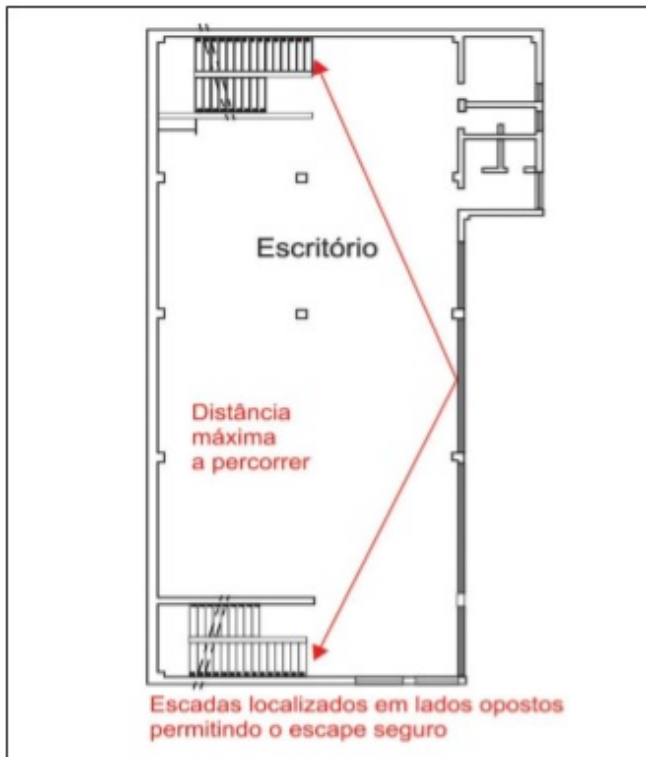 Escritório
Distância
máxima
a percorrer
Escadas localizados em lados opostos
permitindo o escape seguro